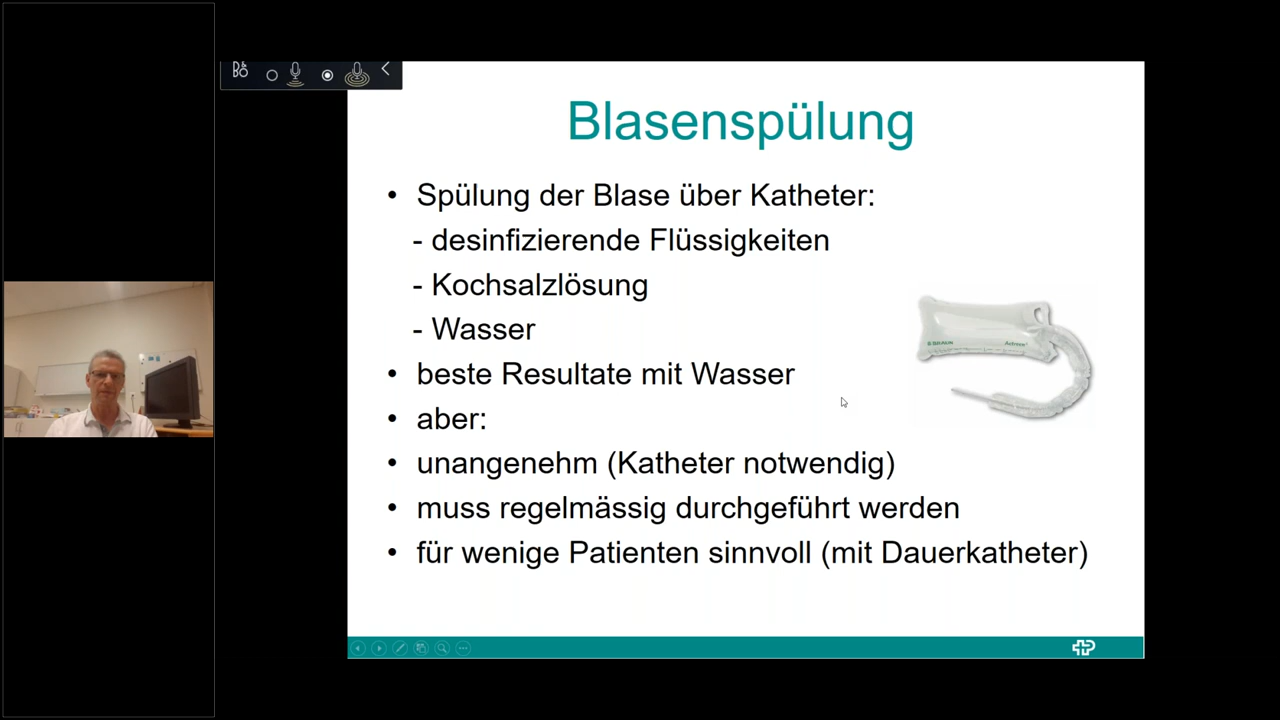 Blasenspülung
• Spülung der Blase über Katheter:
- desinfizierende Flüssigkeiten
- Kochsalzlösung
- Wasser
• beste Resultate mit Wasser
• aber:
• unangenehm (Katheter notwendig)
• muss regelmässig durchgeführt werden
• für wenige Patienten sinnvoll (mit Dauerkatheter)
B|BRAUN